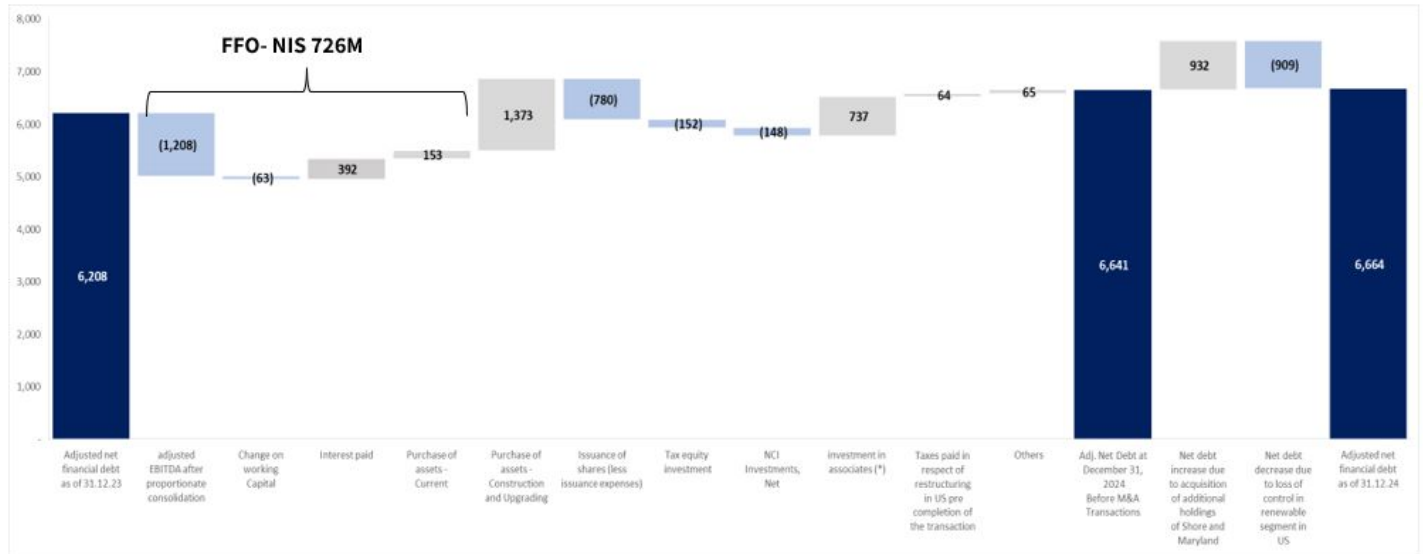 8,000
7,000
6,000
5,000
4,000
3,000
2,000
1,000
-
FFO- NIS 726M
6,208
(1,208)
(63)
392
153
1,373
(780)
(152)
(148)
737
64
65
6,641
932
(909)
6,664
Adjusted net
financial debt
as of 31.12.23
adjusted
EBITDA after
proportionate
consolidation
Change on
working
Capital
Interest paid
Purchase of
assets -
Current
Purchase of
assets -
Construction
and Upgrading
Issuance of
shares (less
issuance expenses)
Tax equity
investment
NCI
Investments,
Net
investment in
associates (*)
Taxes paid in
respect of
restructuring
in US pre
completion of
the transaction
Others
Adj. Net Debt at
December 31,
2024
Before M&A
Transactions
Net debt
increase due
to acquisition
of additional
holdings
of Shore and
Maryland
Net debt
decrease due
to loss of
control in
renewable
segment in
US
Adjusted net
financial debt
as of 31.12.24